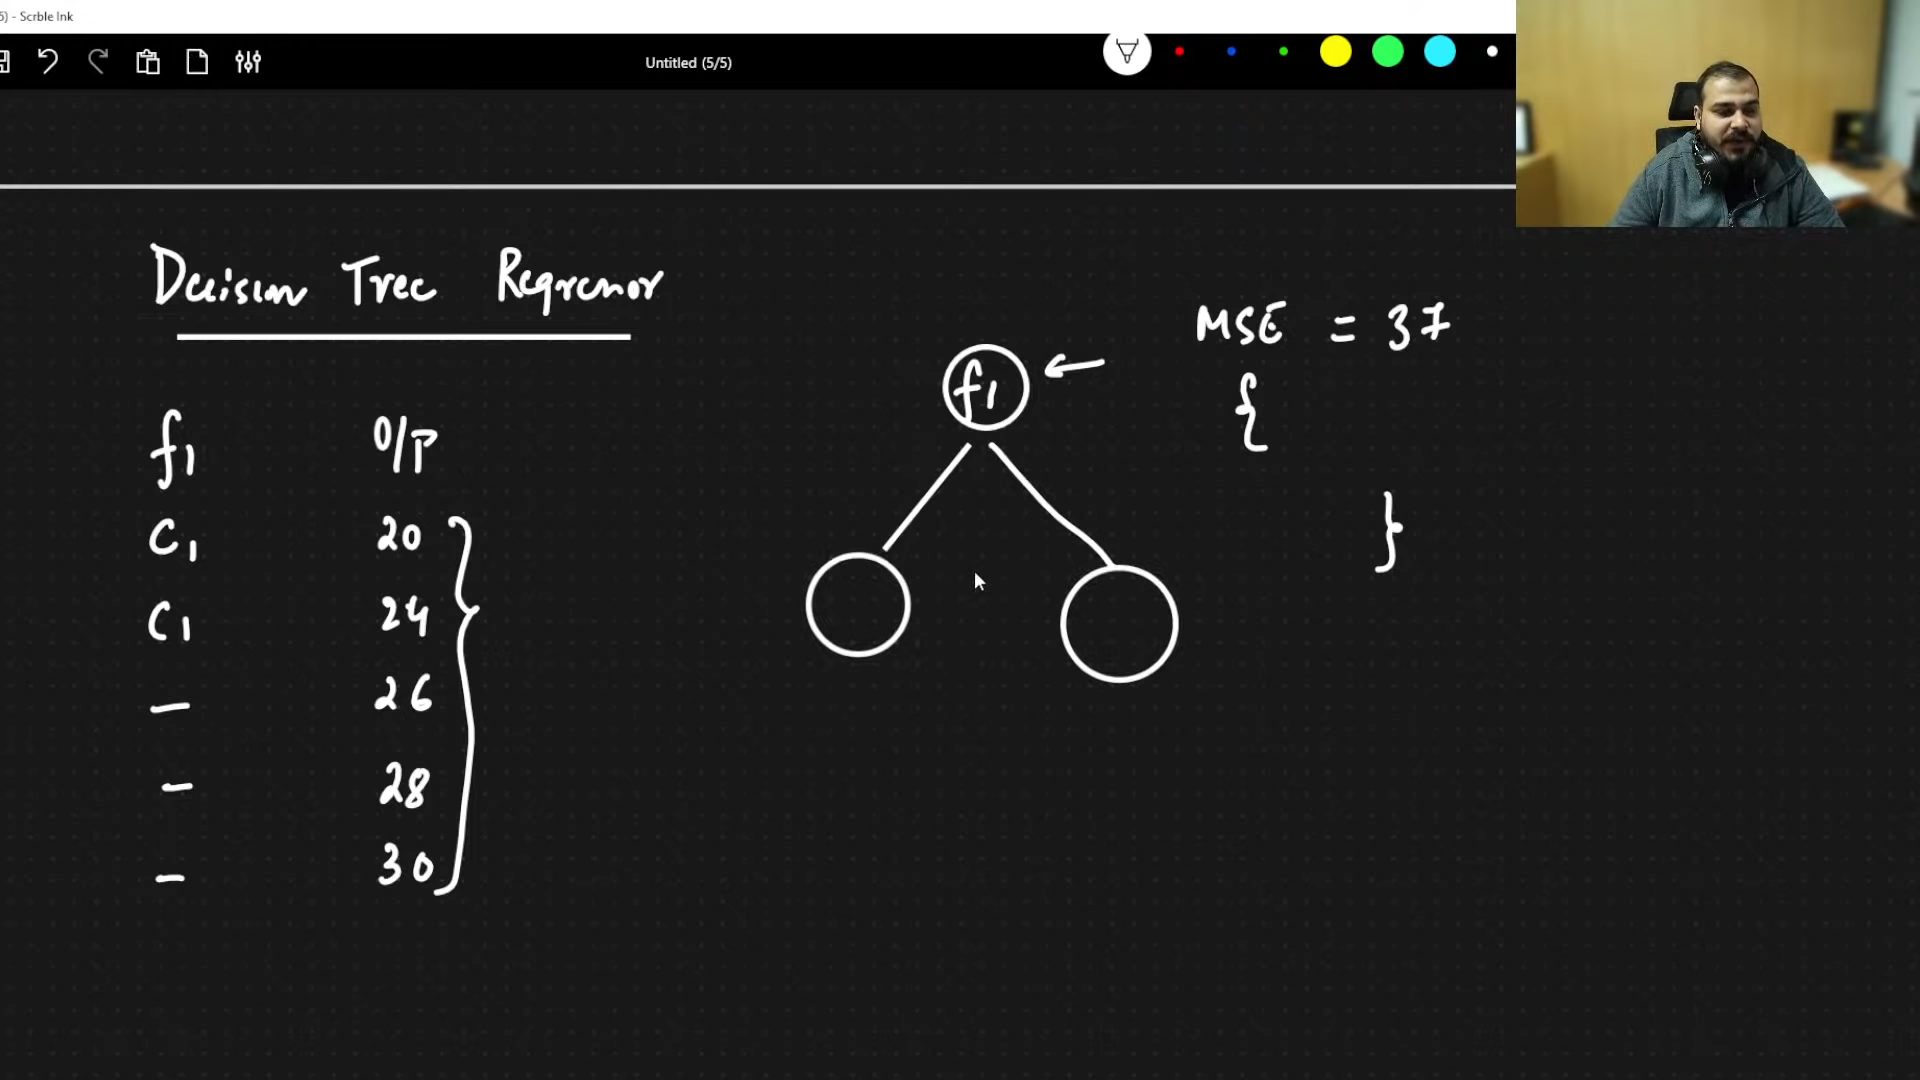 5) - Scrble Ink
Untitled (5/5)
Decision Tree Regressor
MSE = 37
{
f1
f1 O/P
}
C1 20
C1 24
- 26
- 28
- 30